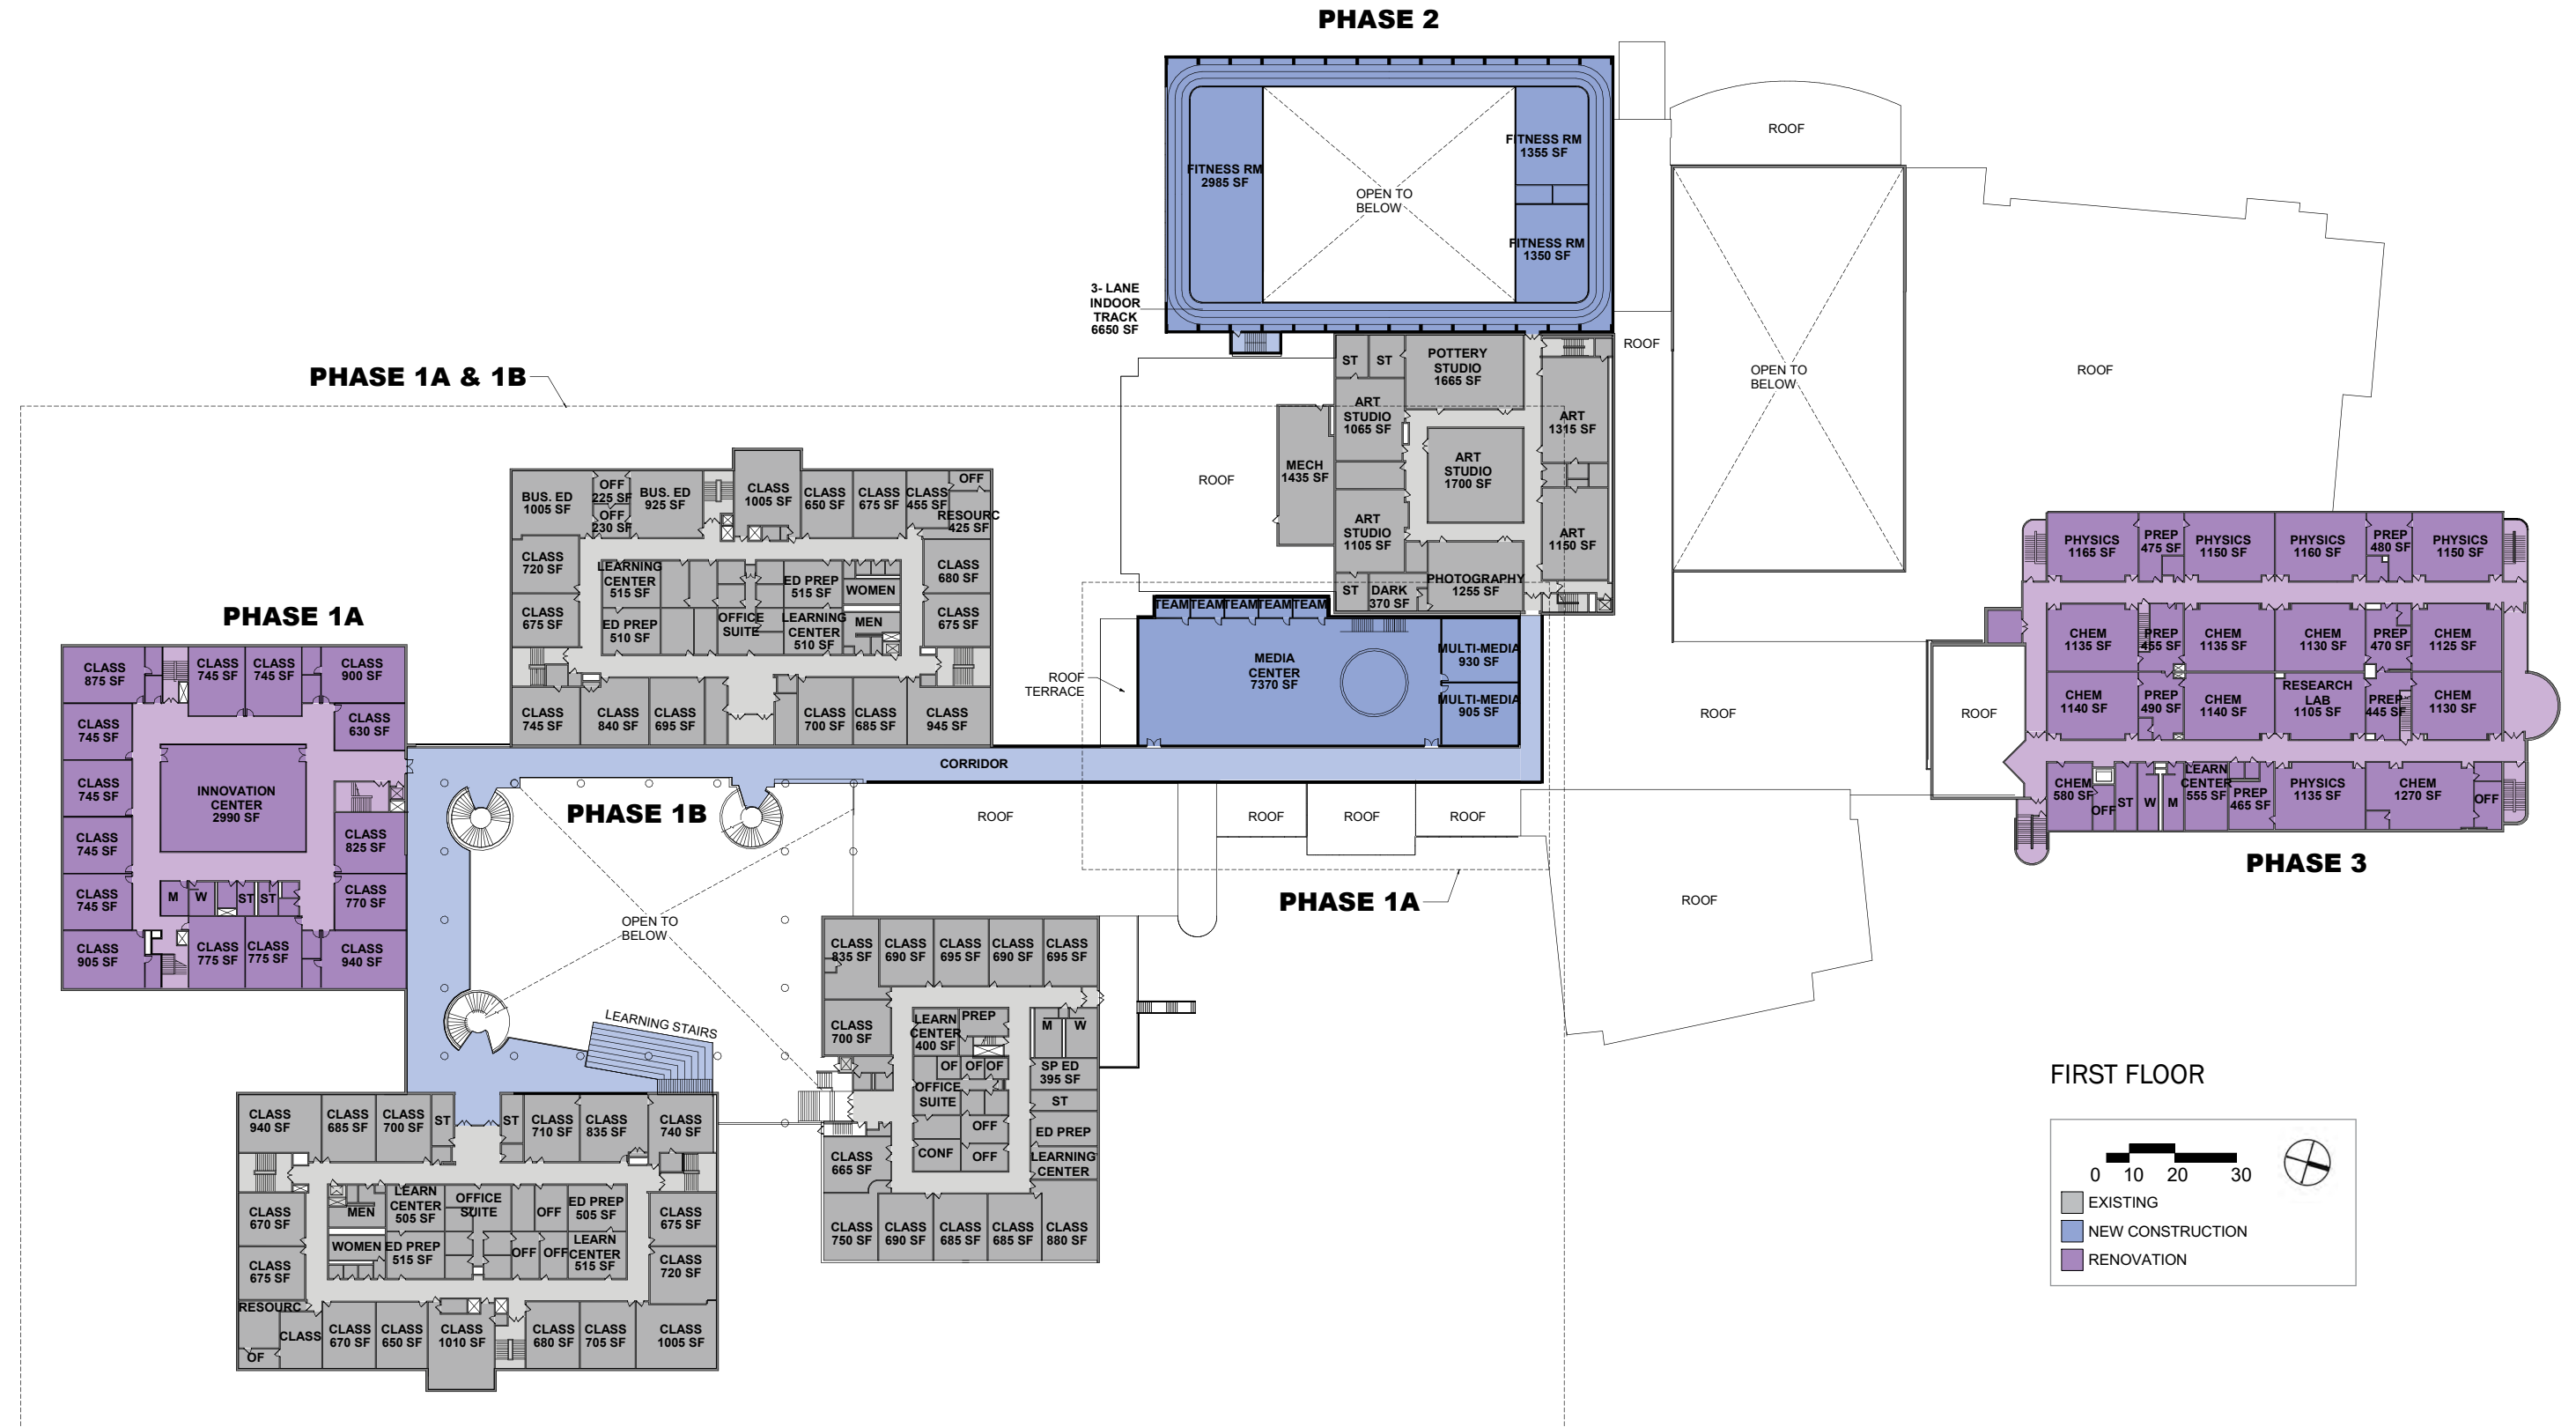 PHASE 2
ROOF
FITNESS RM
2985 SF
FITNESS RM
1355 SF
OPEN TO
BELOW
FITNESS RM
1350 SF
3- LANE
INDOOR
TRACK
6650 SF
ROOF
OPEN TO
BELOW
ROOF
PHASE 1A & 1B
ST
ST
POTTERY
STUDIO
1665 SF
ART
STUDIO
1065 SF
ART
1315 SF
MECH
1435 SF
ART
STUDIO
1700 SF
ROOF
ART
STUDIO
1105 SF
ART
1150 SF
ST
DARK
370 SF
PHOTOGRAPHY
1255 SF
BUS. ED
1005 SF
OFF
225 SF
OFF
230 SF
BUS. ED
925 SF
CLASS
1005 SF
CLASS
650 SF
CLASS
675 SF
CLASS
455 SF
OFF
RESOURC
425 SF
CLASS
720 SF
LEARNING
CENTER
515 SF
ED PREP
515 SF
WOMEN
CLASS
680 SF
CLASS
675 SF
ED PREP
510 SF
OFFICE
SUITE
LEARNING
CENTER
510 SF
MEN
CLASS
675 SF
CLASS
745 SF
CLASS
840 SF
CLASS
695 SF
CLASS
700 SF
CLASS
685 SF
CLASS
945 SF
TEAM
TEAM
TEAM
TEAM
TEAM
MEDIA
CENTER
7370 SF
MULTI-MEDIA
930 SF
MULTI-MEDIA
905 SF
ROOF
TERRACE
CORRIDOR
PHASE 1A
CLASS
875 SF
CLASS
745 SF
CLASS
745 SF
CLASS
900 SF
CLASS
745 SF
CLASS
630 SF
CLASS
745 SF
INNOVATION
CENTER
2990 SF
CLASS
745 SF
CLASS
825 SF
CLASS
745 SF
M
W
ST
ST
CLASS
770 SF
CLASS
905 SF
CLASS
775 SF
CLASS
775 SF
CLASS
940 SF
PHASE 1B
OPEN TO
BELOW
LEARNING STAIRS
ROOF
ROOF
ROOF
ROOF
PHASE 1A
ROOF
ROOF
ROOF
PHYSICS
1165 SF
PREP
475 SF
PHYSICS
1150 SF
PHYSICS
1160 SF
PREP
480 SF
PHYSICS
1150 SF
CHEM
1135 SF
PREP
455 SF
CHEM
1135 SF
CHEM
1130 SF
PREP
470 SF
CHEM
1125 SF
CHEM
1140 SF
PREP
490 SF
CHEM
1140 SF
RESEARCH
LAB
1105 SF
PREP
445 SF
CHEM
1130 SF
CHEM
580 SF
OFF
ST
W
M
LEARN
CENTER
555 SF
PREP
465 SF
PHYSICS
1135 SF
CHEM
1270 SF
OFF
PHASE 3
CLASS
835 SF
CLASS
690 SF
CLASS
695 SF
CLASS
690 SF
CLASS
695 SF
CLASS
700 SF
LEARN
CENTER
400 SF
PREP
M
W
OF
OF
OF
SP ED
395 SF
OFFICE
SUITE
ST
OFF
ED PREP
CLASS
665 SF
CONF
OFF
LEARNING
CENTER
CLASS
750 SF
CLASS
690 SF
CLASS
685 SF
CLASS
685 SF
CLASS
880 SF
CLASS
940 SF
CLASS
685 SF
CLASS
700 SF
ST
ST
CLASS
710 SF
CLASS
835 SF
CLASS
740 SF
CLASS
670 SF
MEN
LEARN
CENTER
505 SF
OFFICE
SUITE
OFF
ED PREP
505 SF
CLASS
675 SF
CLASS
675 SF
WOMEN
ED PREP
515 SF
OFF
OFF
LEARN
CENTER
515 SF
CLASS
720 SF
RESOURC
OF
CLASS
CLASS
670 SF
CLASS
650 SF
CLASS
1010 SF
CLASS
680 SF
CLASS
705 SF
CLASS
1005 SF
FIRST FLOOR
0 10 20 30
EXISTING
NEW CONSTRUCTION
RENOVATION